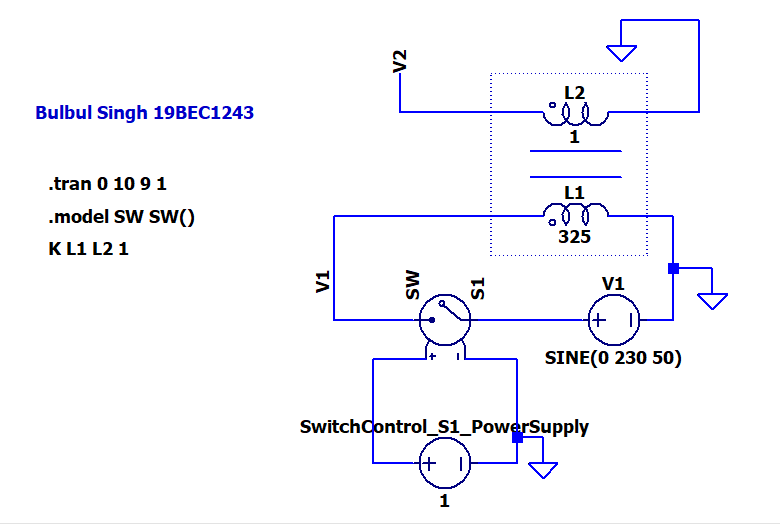 V2
L2
1
Bulbul Singh 19BEC1243
.tran 0 10 9 1
.model SW SW()
K L1 L2 1
L1
325
V1
SW
S1
V1
+
SINE(0 230 50)
+
SwitchControl_S1_PowerSupply
+
1